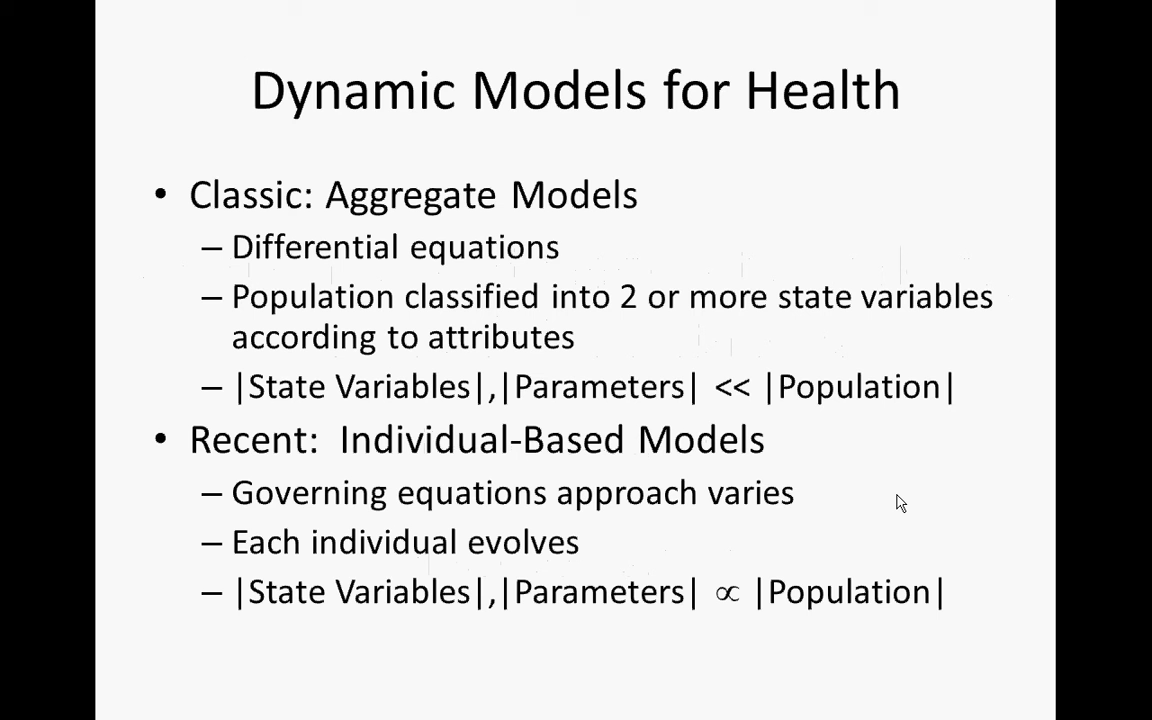 Dynamic Models for Health
• Classic: Aggregate Models
– Differential equations
– Population classified into 2 or more state variables
according to attributes
– |State Variables|,|Parameters| << |Population|
• Recent: Individual-Based Models
– Governing equations approach varies
– Each individual evolves
– |State Variables|,|Parameters| ∝ |Population|